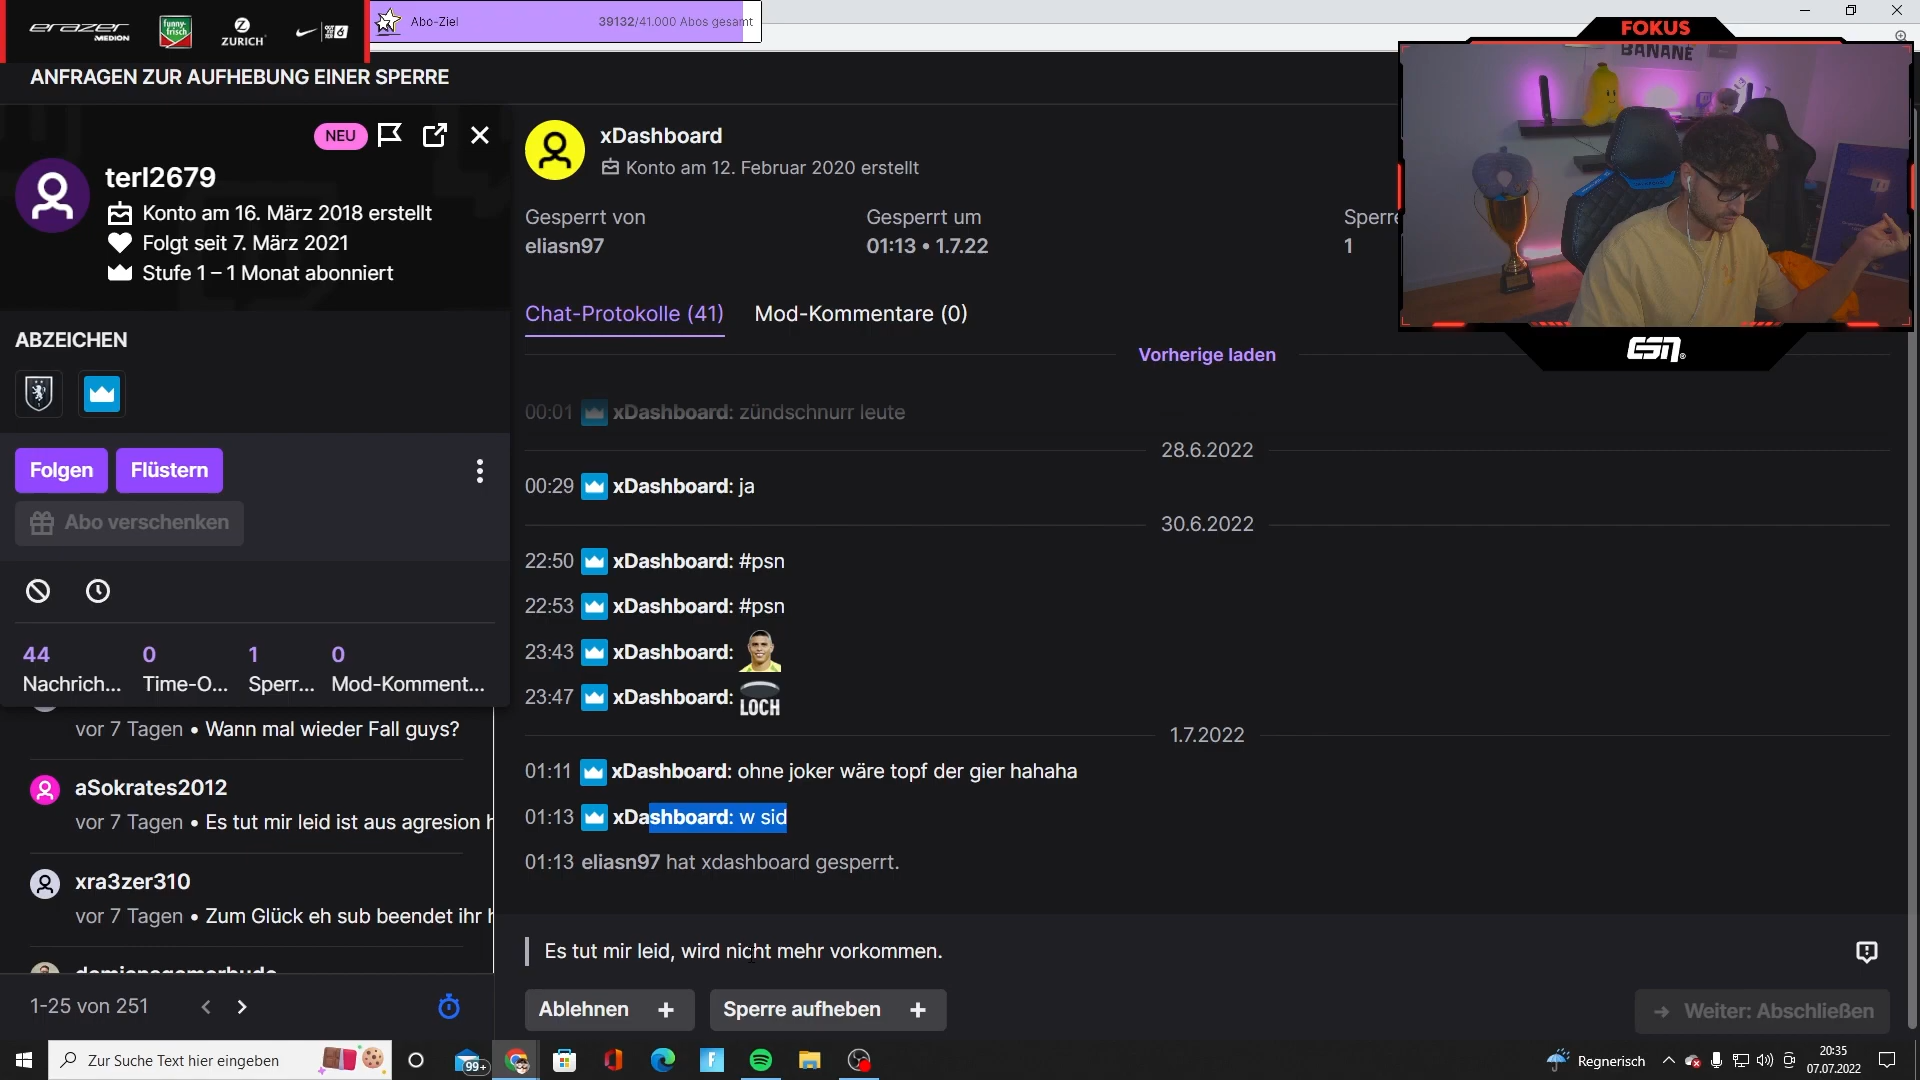 erazer
MEDION
funny-frisch
ZURICH
Abo-Ziel
39132/41.000 Abos gesamt
FOKUS
BANANE
ANFRAGEN ZUR AUFHEBUNG EINER SPERRE
NEU
terl2679
Konto am 16. März 2018 erstellt
Folgt seit 7. März 2021
Stufe 1 – 1 Monat abonniert
ABZEICHEN
Folgen
Flüstern
Abo verschenken
44
0
1
0
Nachrich...
Time-O...
Sperr...
Mod-Komment...
vor 7 Tagen • Wann mal wieder Fall guys?
aSokrates2012
vor 7 Tagen • Es tut mir leid ist aus agresion h
xra3zer310
vor 7 Tagen • Zum Glück eh sub beendet ihr h
1-25 von 251
xDashboard
Konto am 12. Februar 2020 erstellt
Gesperrt von
eliasn97
Gesperrt um
01:13 • 1.7.22
Sperre
1
ESN
Chat-Protokolle (41)
Mod-Kommentare (0)
Vorherige laden
00:01 xDashboard: zündschnurr leute
28.6.2022
00:29 xDashboard: ja
30.6.2022
22:50 xDashboard: #psn
22:53 xDashboard: #psn
23:43 xDashboard:
23:47 xDashboard: LOCH
1.7.2022
01:11 xDashboard: ohne joker wäre topf der gier hahaha
01:13 xDashboard: w sid
01:13 eliasn97 hat xdashboard gesperrt.
Es tut mir leid, wird nicht mehr vorkommen.
Ablehnen +
Sperre aufheben +
Weiter: Abschließen
Zur Suche Text hier eingeben
99+
Regnerisch
20:35
07.07.2022